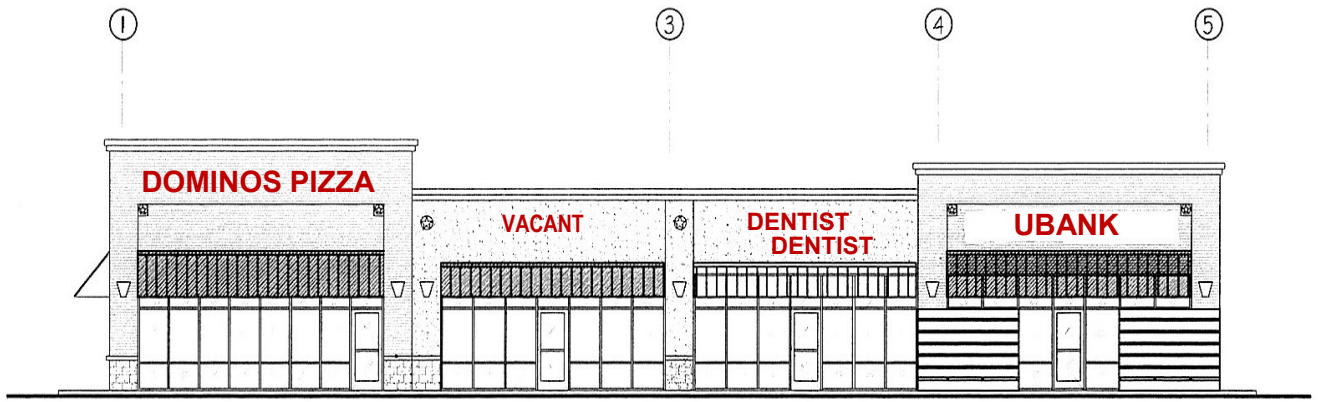 1 3 4 5
DOMINOS PIZZA
VACANT
DENTIST
DENTIST
UBANK